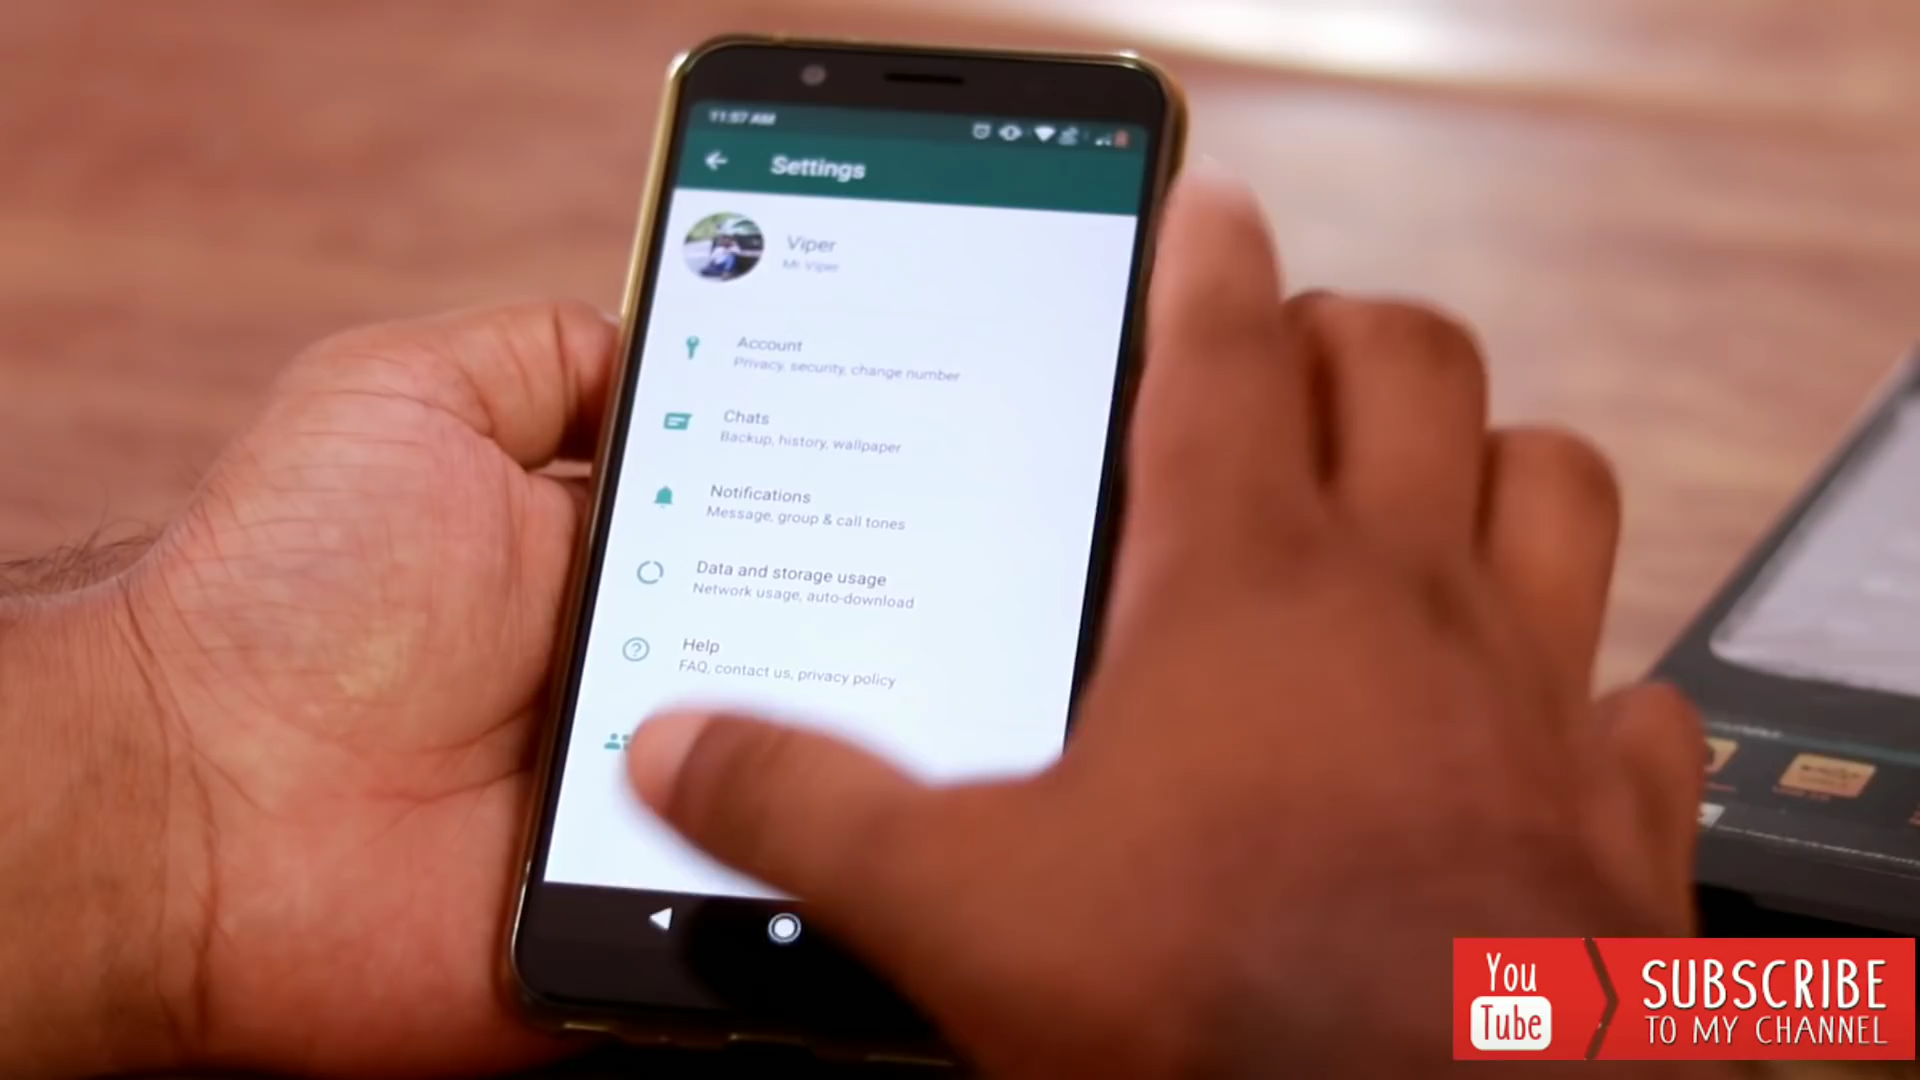 11:57 AM
Settings
Viper
Mr Viper
Account
Privacy, security, change number
Chats
Backup, history, wallpaper
Notifications
Message, group & call tones
Data and storage usage
Network usage, auto-download
Help
FAQ, contact us, privacy policy
You
Tube
SUBSCRIBE
TO MY CHANNEL